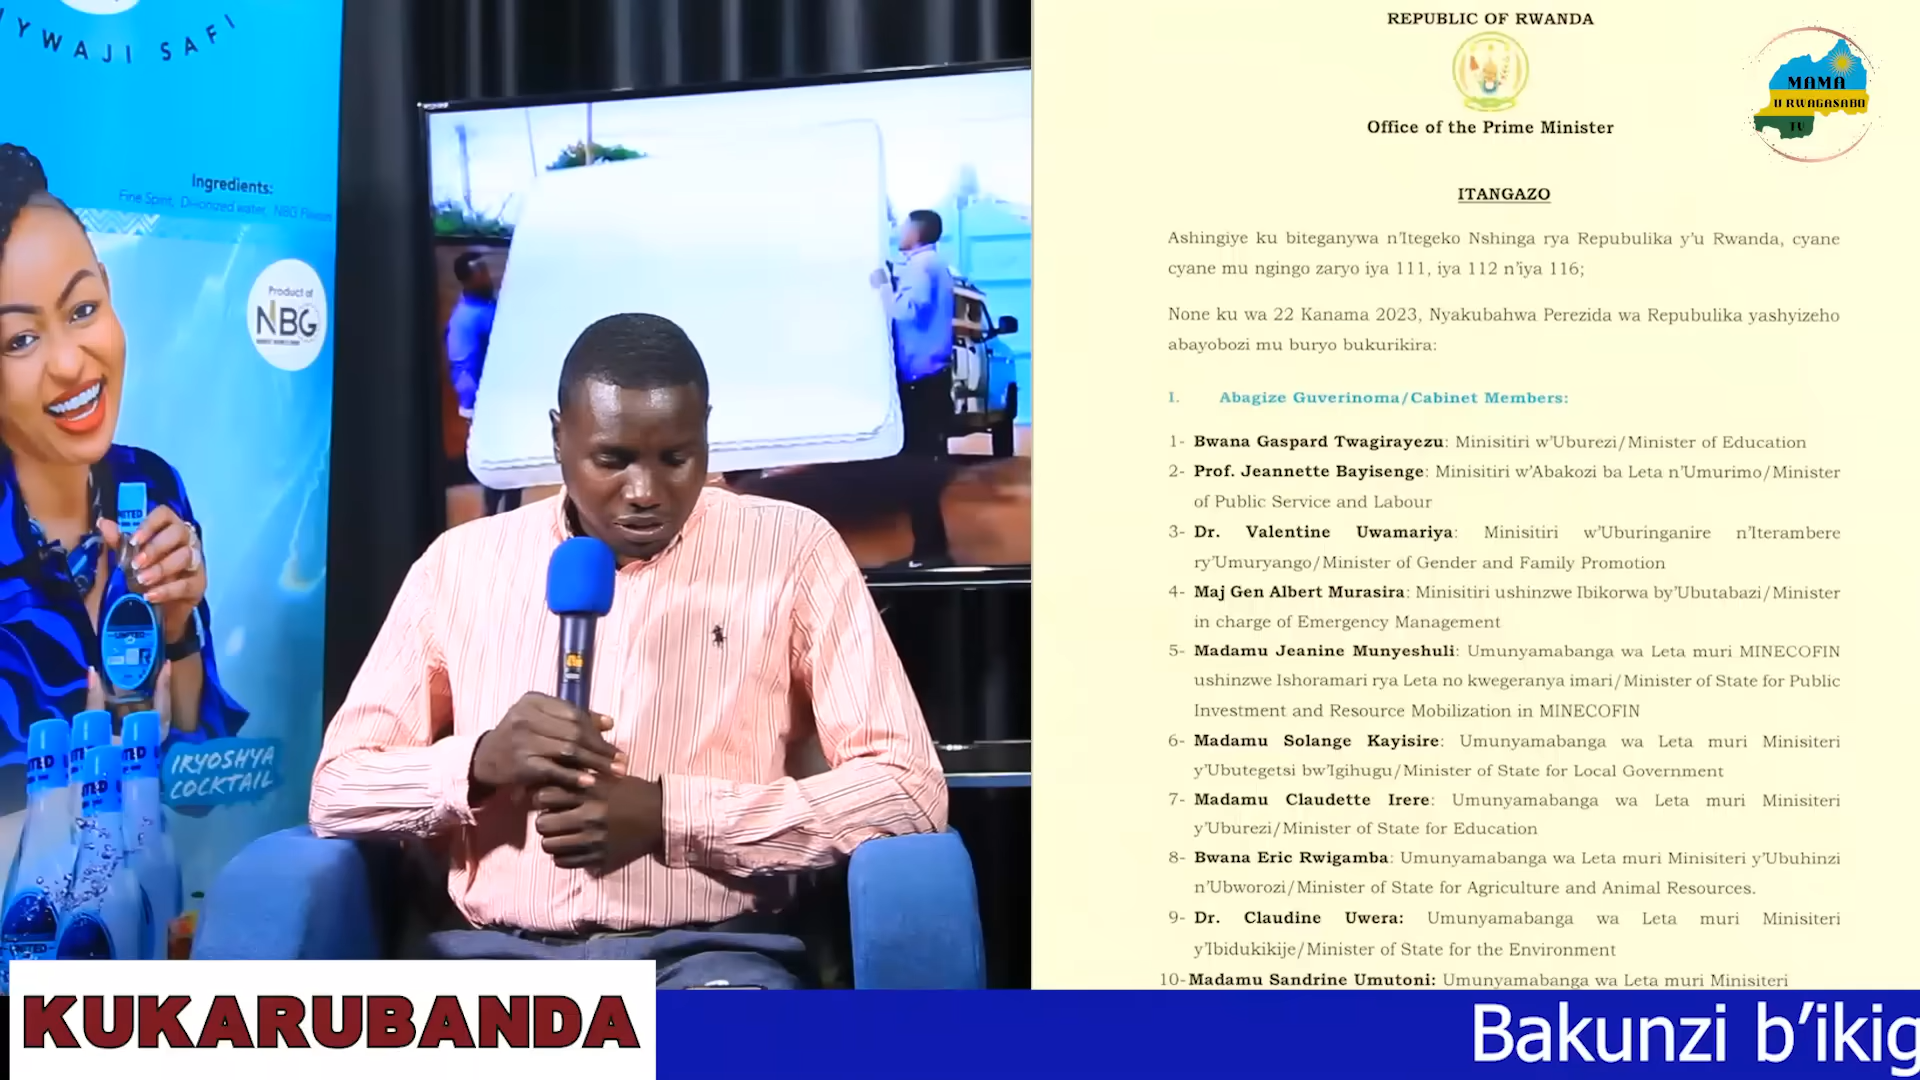 NYWAJI SAFI
Ingredients:
Fine Spirit, De-ionized water, NBG Flavor
Product of
NBG
UNITED
IRYOSHYA
COCKTAIL
REPUBLIC OF RWANDA
Office of the Prime Minister
MAMA
U RWAGASABO
TV
ITANGAZO
Ashingiye ku biteganywa n'Itegeko Nshinga rya Repubulika y'u Rwanda, cyane
cyane mu ngingo zaryo iya 111, iya 112 n'iya 116;
None ku wa 22 Kanama 2023, Nyakubahwa Perezida wa Repubulika yashyizeho
abayobozi mu buryo bukurikira:
I. Abagize Guverinoma/Cabinet Members:
1- Bwana Gaspard Twagirayezu: Minisitiri w'Uburezi/Minister of Education
2- Prof. Jeannette Bayisenge: Minisitiri w'Abakozi ba Leta n'Umurimo/Minister
of Public Service and Labour
3- Dr. Valentine Uwamariya: Minisitiri w'Uburinganire n'Iterambere
ry'Umuryango/Minister of Gender and Family Promotion
4- Maj Gen Albert Murasira: Minisitiri ushinzwe Ibikorwa by'Ubutabazi/Minister
in charge of Emergency Management
5- Madamu Jeanine Munyeshuli: Umunyamabanga wa Leta muri MINECOFIN
ushinzwe Ishoramari rya Leta no kwegeranya imari/Minister of State for Public
Investment and Resource Mobilization in MINECOFIN
6- Madamu Solange Kayisire: Umunyamabanga wa Leta muri Minisiteri
y'Ubutegetsi bw'Igihugu/Minister of State for Local Government
7- Madamu Claudette Irere: Umunyamabanga wa Leta muri Minisiteri
y'Uburezi/Minister of State for Education
8- Bwana Eric Rwigamba: Umunyamabanga wa Leta muri Minisiteri y'Ubuhinzi
n'Ubworozi/Minister of State for Agriculture and Animal Resources.
9- Dr. Claudine Uwera: Umunyamabanga wa Leta muri Minisiteri
y'Ibidukikije/Minister of State for the Environment
10- Madamu Sandrine Umutoni: Umunyamabanga wa Leta muri Minisiteri
KUKARUBANDA
Bakunzi b'ikig